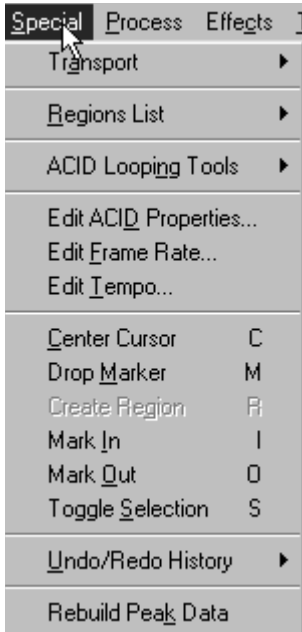 Special Process Effects
Transport
Regions List
ACID Looping Tools
Edit ACID Properties...
Edit Frame Rate...
Edit Tempo...
Center Cursor C
Drop Marker M
Create Region R
Mark In I
Mark Out O
Toggle Selection S
Undo/Redo History
Rebuild Peak Data